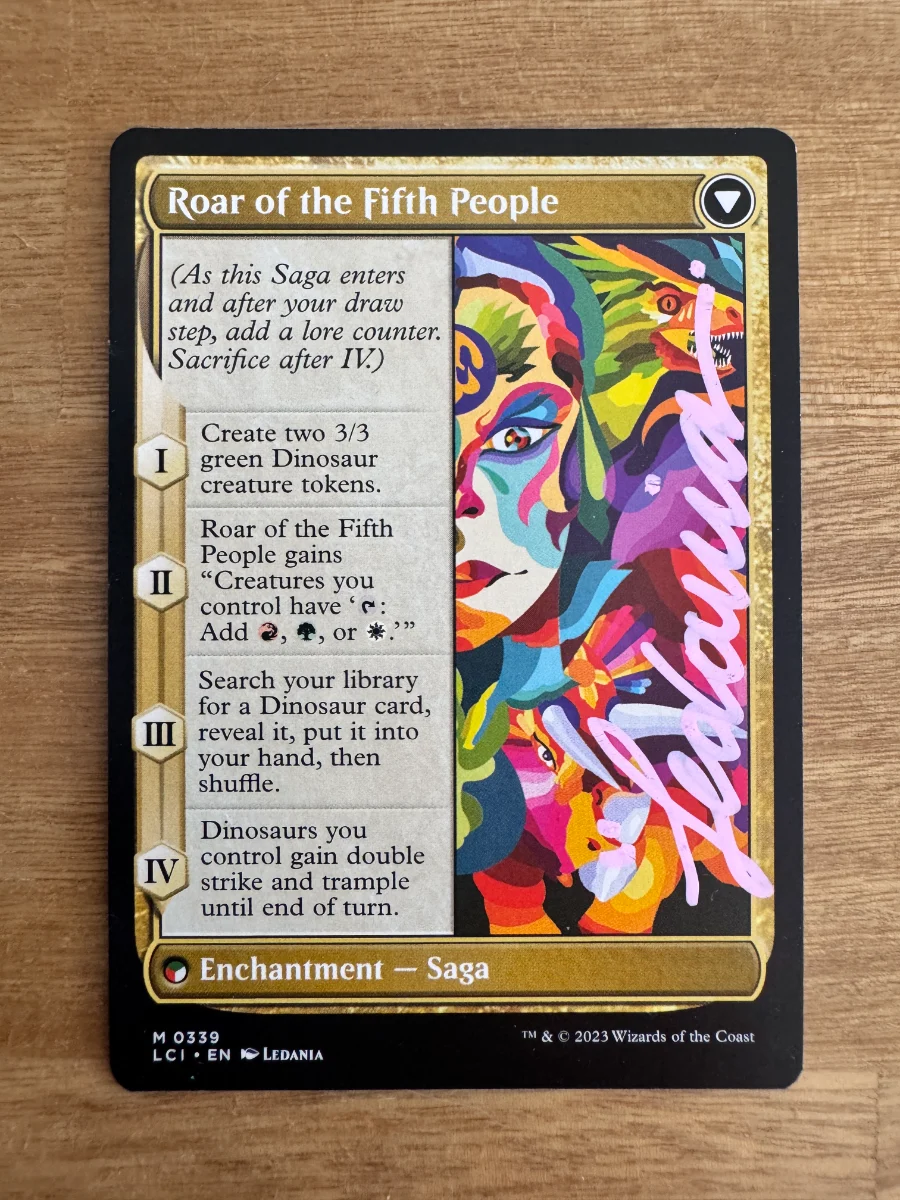 Roar of the Fifth People
(As this Saga enters
and after your draw
step, add a lore counter.
Sacrifice after IV.)
I
Create two 3/3
green Dinosaur
creature tokens.
II
Roar of the Fifth
People gains
“Creatures you
control have ‘ :
Add , , or .’”
III
Search your library
for a Dinosaur card,
reveal it, put it into
your hand, then
shuffle.
IV
Dinosaurs you
control gain double
strike and trample
until end of turn.
Ledania
Enchantment — Saga
M 0339
LCI • EN LEDANIA
™ & © 2023 Wizards of the Coast